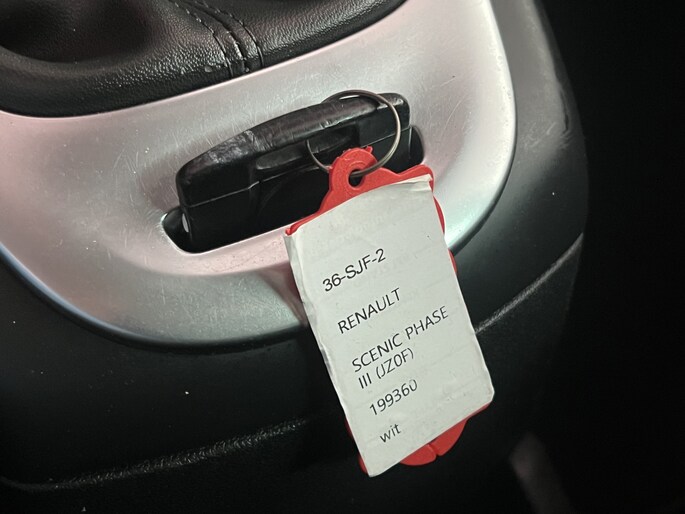 36-SJF-2
RENAULT
SCENIC PHASE
III (JZ0F)
199360
wit